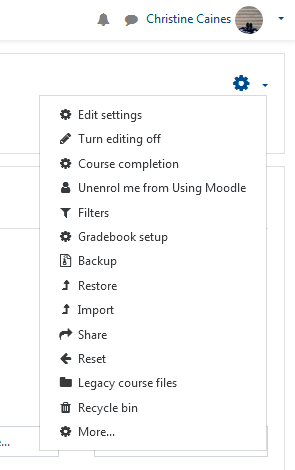 Christine Caines
Edit settings
Turn editing off
Course completion
Unenrol me from Using Moodle
Filters
Gradebook setup
Backup
Restore
Import
Share
Reset
Legacy course files
Recycle bin
More...
...